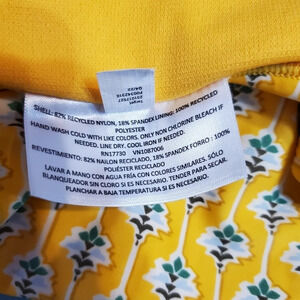 SHELL: 82% RECYCLED NYLON, 18% SPANDEX LINING: 100% RECYCLED
POLYESTER
HAND WASH COLD WITH LIKE COLORS. ONLY NON CHLORINE BLEACH IF
NEEDED. LINE DRY. COOL IRON IF NEEDED.
RN17730 VN1087006
REVESTIMIENTO: 82% NAILON RECICLADO, 18% SPANDEX FORRO : 100%
POLIÉSTER RECICLADO
LAVAR A MANO CON AGUA FRÍA CON COLORES SIMILARES. SÓLO
BLANQUEADOR SIN CLORO SI ES NECESARIO. TENDER PARA SECAR.
PLANCHAR A BAJA TEMPERATURA SI ES NECESARIO.
Target